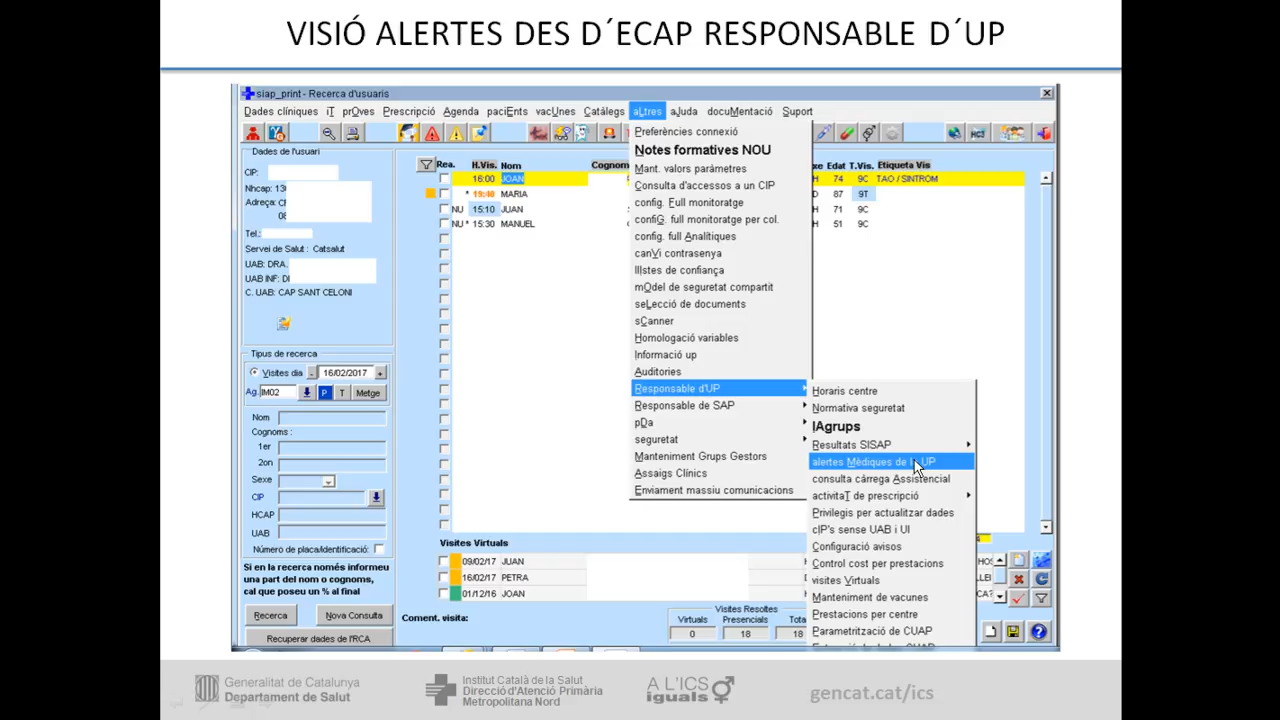 VISIÓ ALERTES DES D´ECAP RESPONSABLE D´UP
siap_print - Recerca d'usuaris
Dades clíniques iT prOves Prescripció Agenda paciEnts vacUnes Catàlegs aLtres aJuda docuMentació Suport
Dades de l'usuari
CIP:
Nhcap: 13
Adreça: C/
08
Tel.:
Servei de Salut : Catsalut
UAB: DRA.
UAB INF: D
C. UAB: CAP SANT CELONI
Tipus de recerca
Visites dia - 16/02/2017 +
Ag. IM02 P T Metge
Nom
Cognoms :
1er
2on
Sexe
CIP
HCAP
UAB
Número de placa/identificació:
Si en la recerca només informeu
una part del nom o cognoms,
cal que poseu un % al final
Recerca Nova Consulta
Recuperar dades de l'RCA
Rea. H.Vis. Nom Cognom xe Edat T.Vis. Etiqueta Vis
16:00 JOAN H 74 9C TAO / SINTROM
* 19:40 MARIA D 87 9T
NU 15:10 JUAN H 71 9C
NU * 15:30 MANUEL H 51 9C
Preferències connexió
Notes formatives NOU
Mant. valors paràmetres
Consulta d'accessos a un CIP
config. Full monitoratge
confiG. full monitoratge per col.
config. full Analítiques
canVi contrasenya
llIstes de confiança
mOdel de seguretat compartit
seLecció de documents
sCanner
Homologació variables
Informació up
Auditories
Responsable d'UP
Responsable de SAP
pDa
seguretat
Manteniment Grups Gestors
Assaigs Clínics
Enviament massiu comunicacions
Horaris centre
Normativa seguretat
IAgrups
Resultats SISAP
alertes Mèdiques de la UP
consulta càrrega Assistencial
activitaT de prescripció
Privilegis per actualitzar dades
cIP's sense UAB i UI
Configuració avisos
Control cost per prestacions
visites Virtuals
Manteniment de vacunes
Prestacions per centre
Parametrització de CUAP
Visites Virtuals
09/02/17 JUAN
16/02/17 PETRA
01/12/16 JOAN
Coment. visita:
Visites Resoltes
Virtuals Presencials Tota
0 18 18
Generalitat de Catalunya
Departament de Salut
Institut Català de la Salut
Direcció d'Atenció Primària
Metropolitana Nord
A L'ICS
iguals
gencat.cat/ics